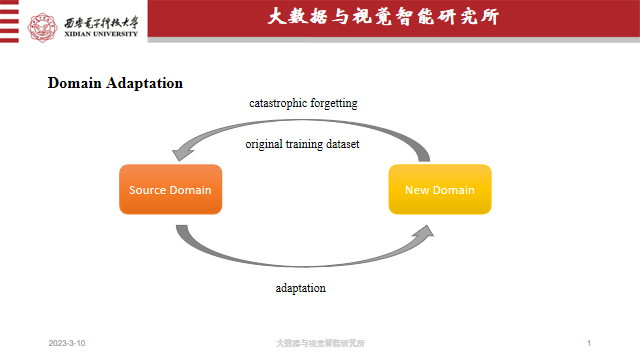 西安电子科技大学
XIDIAN UNIVERSITY
大数据与视觉智能研究所
Domain Adaptation
catastrophic forgetting
original training dataset
Source Domain
New Domain
adaptation
2023-3-10
大数据与视觉智能研究所
1